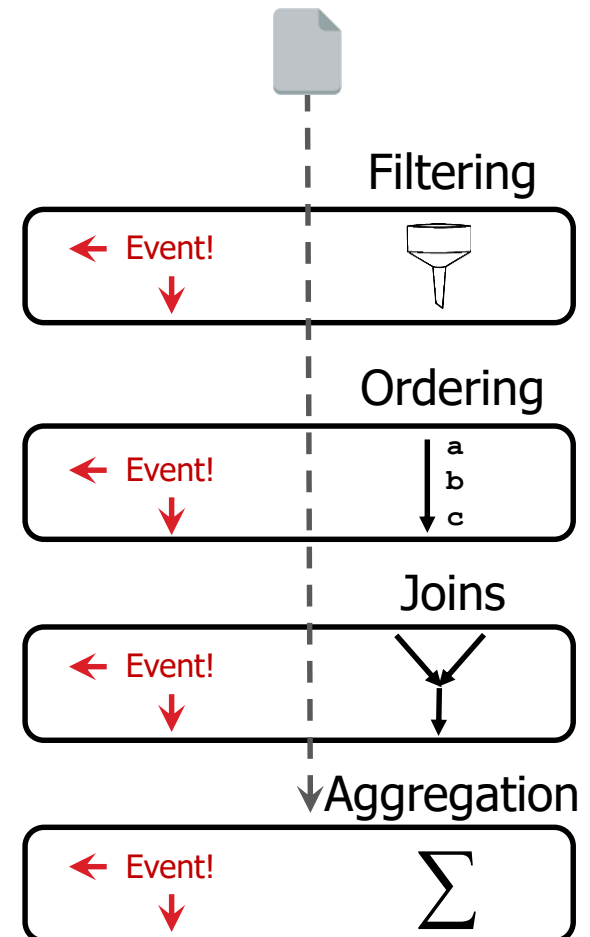 Filtering
Event!
Ordering
Event!
a
b
c
Joins
Event!
Aggregation
Event!
∑